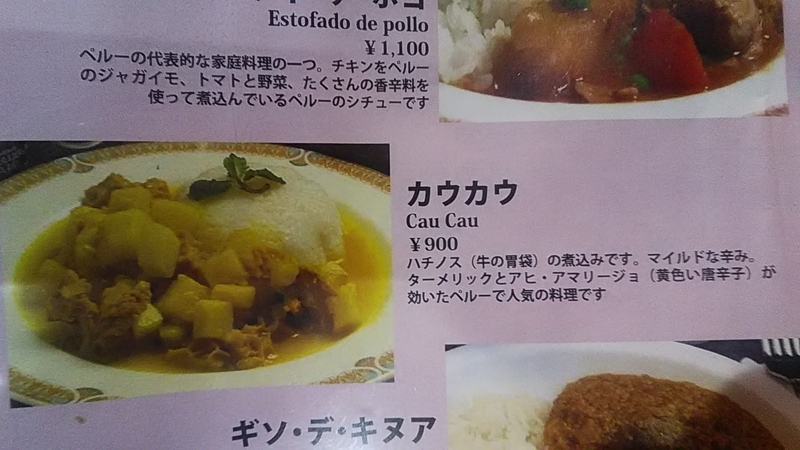 Estofado de pollo
¥1,100
ペルーの代表的な家庭料理の一つ。チキンをペルー
のジャガイモ、トマトと野菜、たくさんの香辛料を
使って煮込んでいるペルーのシチューです
カウカウ
Cau Cau
¥900
ハチノス（牛の胃袋）の煮込みです。マイルドな辛み。
ターメリックとアヒ・アマリージョ（黄色い唐辛子）が
効いたペルーで人気の料理です
ギソ・デ・キヌア